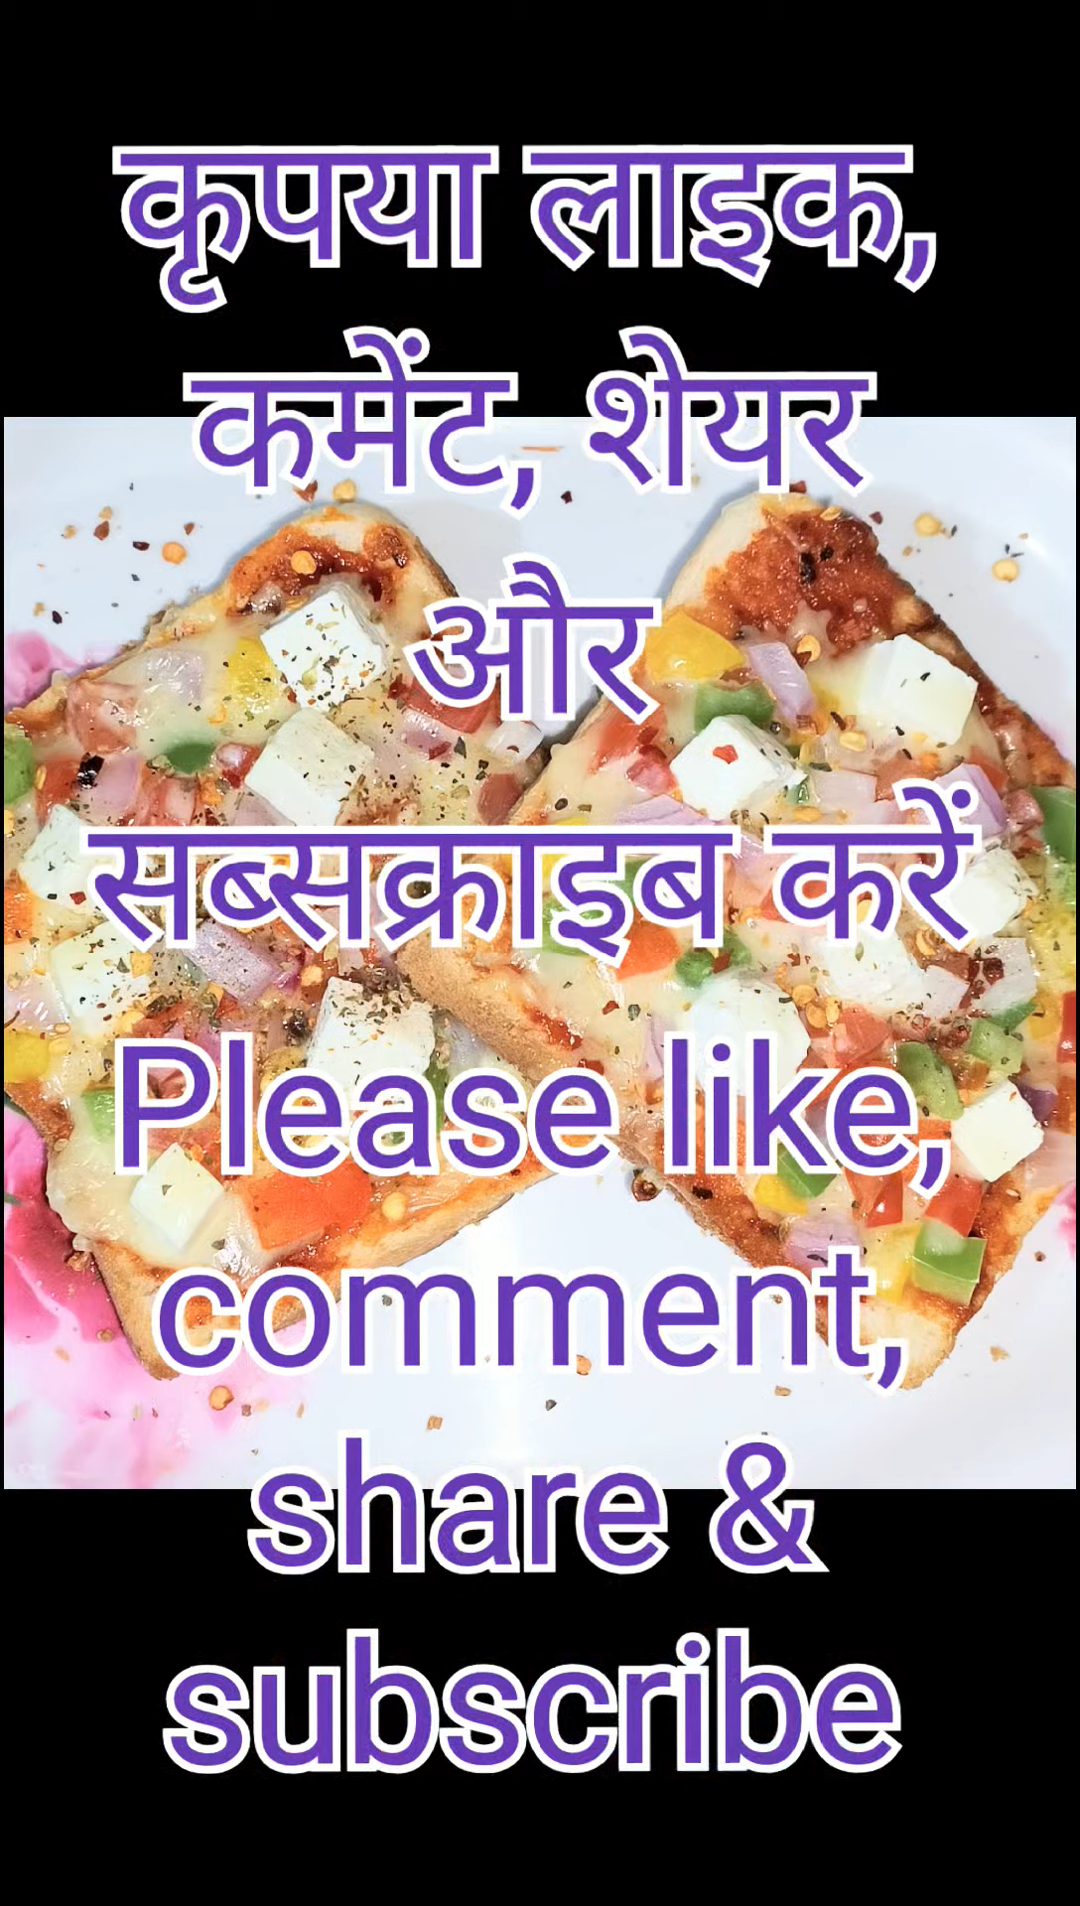 कृपया लाइक,
कमेंट, शेयर
और
सब्सक्राइब करें
Please like,
comment,
share &
subscribe